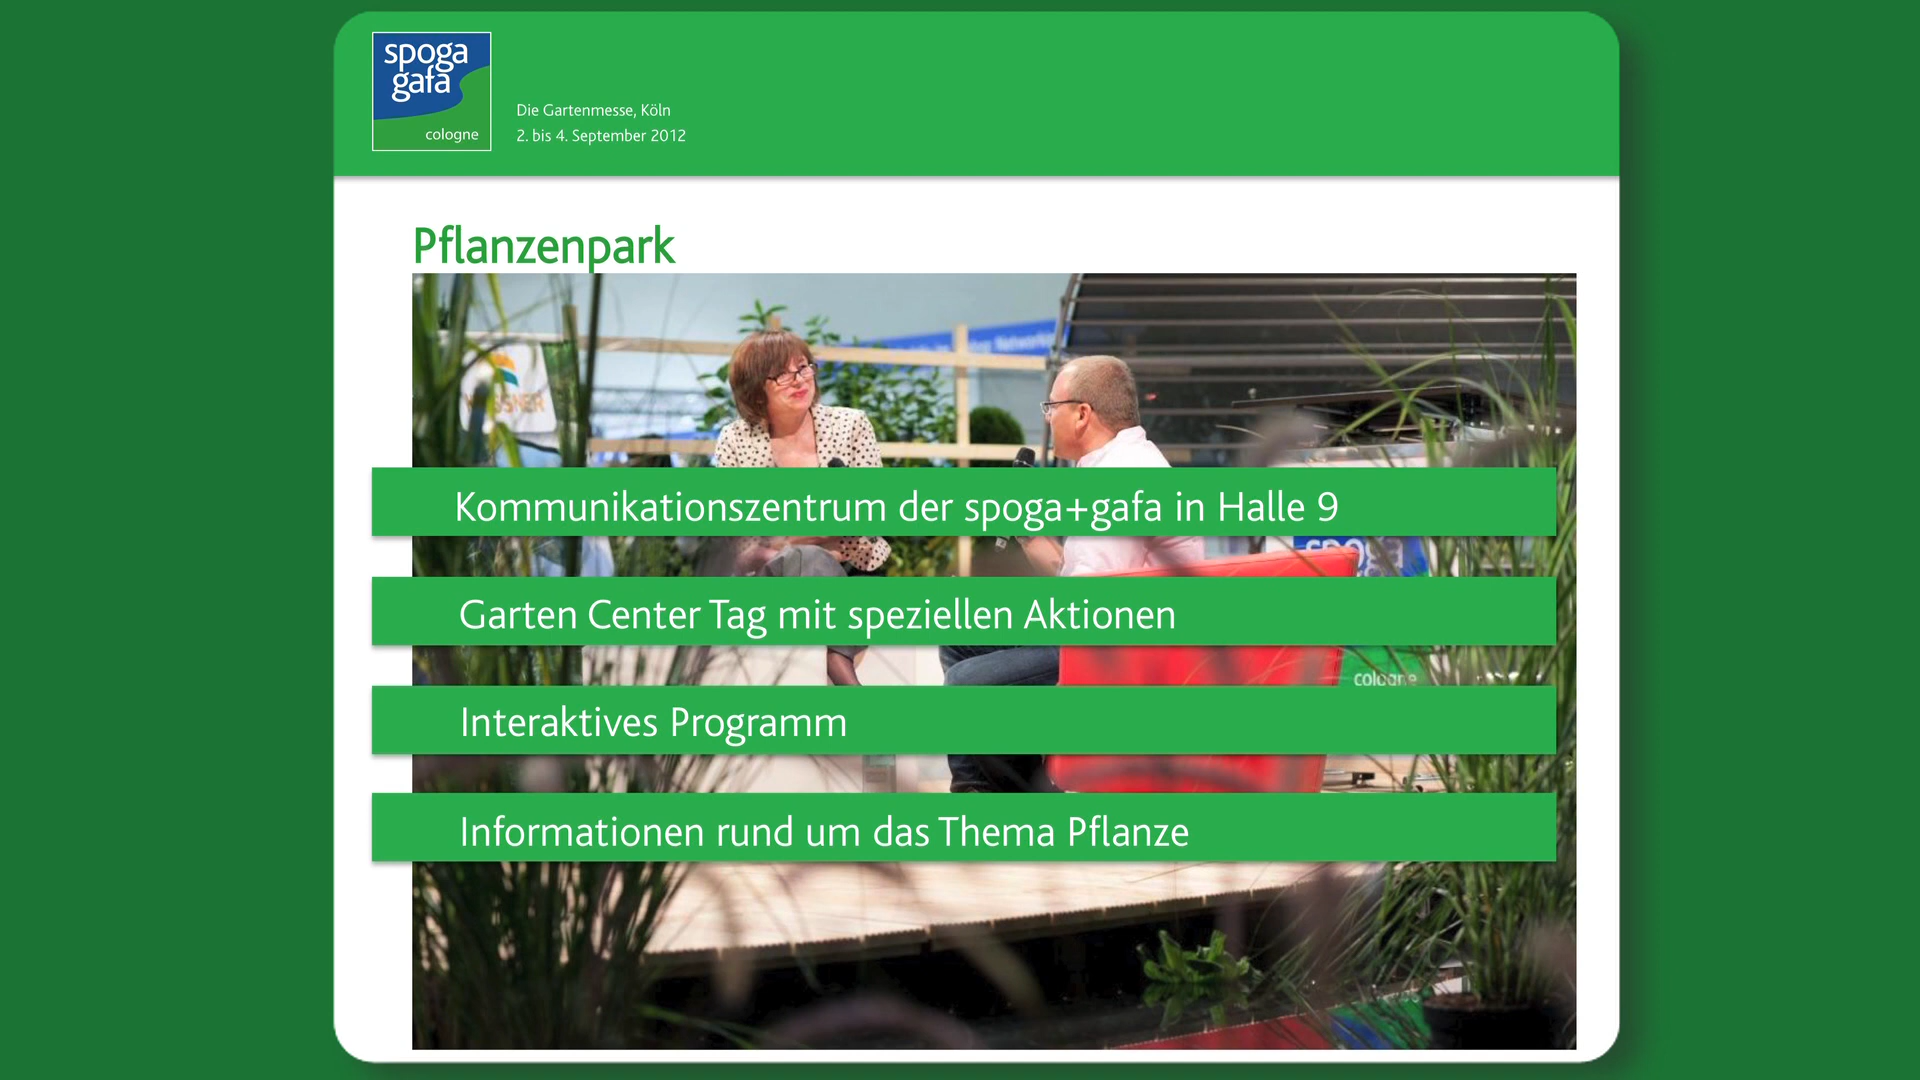 spoga
gafa
cologne
Die Gartenmesse, Köln
2. bis 4. September 2012
Pflanzenpark
Kommunikationszentrum der spoga+gafa in Halle 9
Garten Center Tag mit speziellen Aktionen
cologne
Interaktives Programm
Informationen rund um das Thema Pflanze